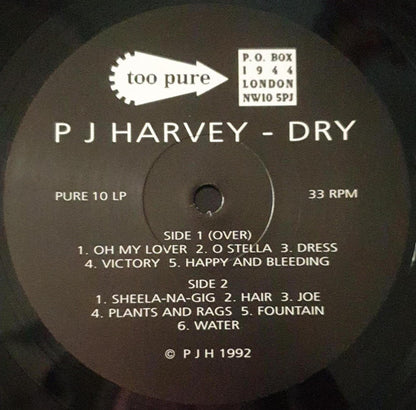 too pure
P.O. BOX
1944
LONDON
NW10 5PJ
P J HARVEY - DRY
PURE 10 LP
33 RPM
SIDE 1 (OVER)
1. OH MY LOVER 2. O STELLA 3. DRESS
4. VICTORY 5. HAPPY AND BLEEDING
SIDE 2
1. SHEELA-NA-GIG 2. HAIR 3. JOE
4. PLANTS AND RAGS 5. FOUNTAIN
6. WATER
© P J H 1992